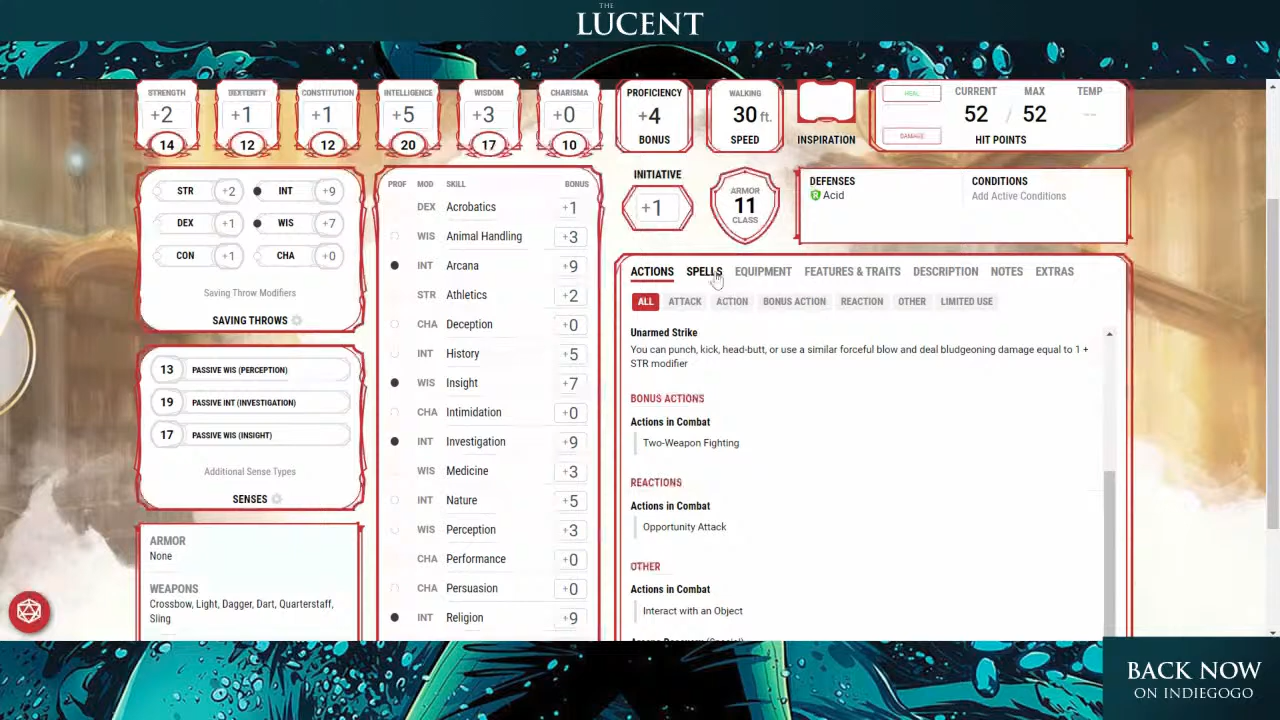 THE
LUCENT
STRENGTH
+2
14
DEXTERITY
+1
12
CONSTITUTION
+1
12
INTELLIGENCE
+5
20
WISDOM
+3
17
CHARISMA
+0
10
PROFICIENCY
+4
BONUS
WALKING
30 ft.
SPEED
INSPIRATION
HEAL
DAMAGE
CURRENT MAX TEMP
52 / 52 --
HIT POINTS
STR +2
INT +9
DEX +1
WIS +7
CON +1
CHA +0
Saving Throw Modifiers
SAVING THROWS
13 PASSIVE WIS (PERCEPTION)
19 PASSIVE INT (INVESTIGATION)
17 PASSIVE WIS (INSIGHT)
Additional Sense Types
SENSES
ARMOR
None
WEAPONS
Crossbow, Light, Dagger, Dart, Quarterstaff,
Sling
PROF MOD SKILL BONUS
DEX Acrobatics +1
WIS Animal Handling +3
INT Arcana +9
STR Athletics +2
CHA Deception +0
INT History +5
WIS Insight +7
CHA Intimidation +0
INT Investigation +9
WIS Medicine +3
INT Nature +5
WIS Perception +3
CHA Performance +0
CHA Persuasion +0
INT Religion +9
INITIATIVE
+1
ARMOR
11
CLASS
DEFENSES
Acid
CONDITIONS
Add Active Conditions
ACTIONS SPELLS EQUIPMENT FEATURES & TRAITS DESCRIPTION NOTES EXTRAS
ALL ATTACK ACTION BONUS ACTION REACTION OTHER LIMITED USE
Unarmed Strike
You can punch, kick, head-butt, or use a similar forceful blow and deal bludgeoning damage equal to 1 +
STR modifier
BONUS ACTIONS
Actions in Combat
Two-Weapon Fighting
REACTIONS
Actions in Combat
Opportunity Attack
OTHER
Actions in Combat
Interact with an Object
BACK NOW
ON INDIEGOGO